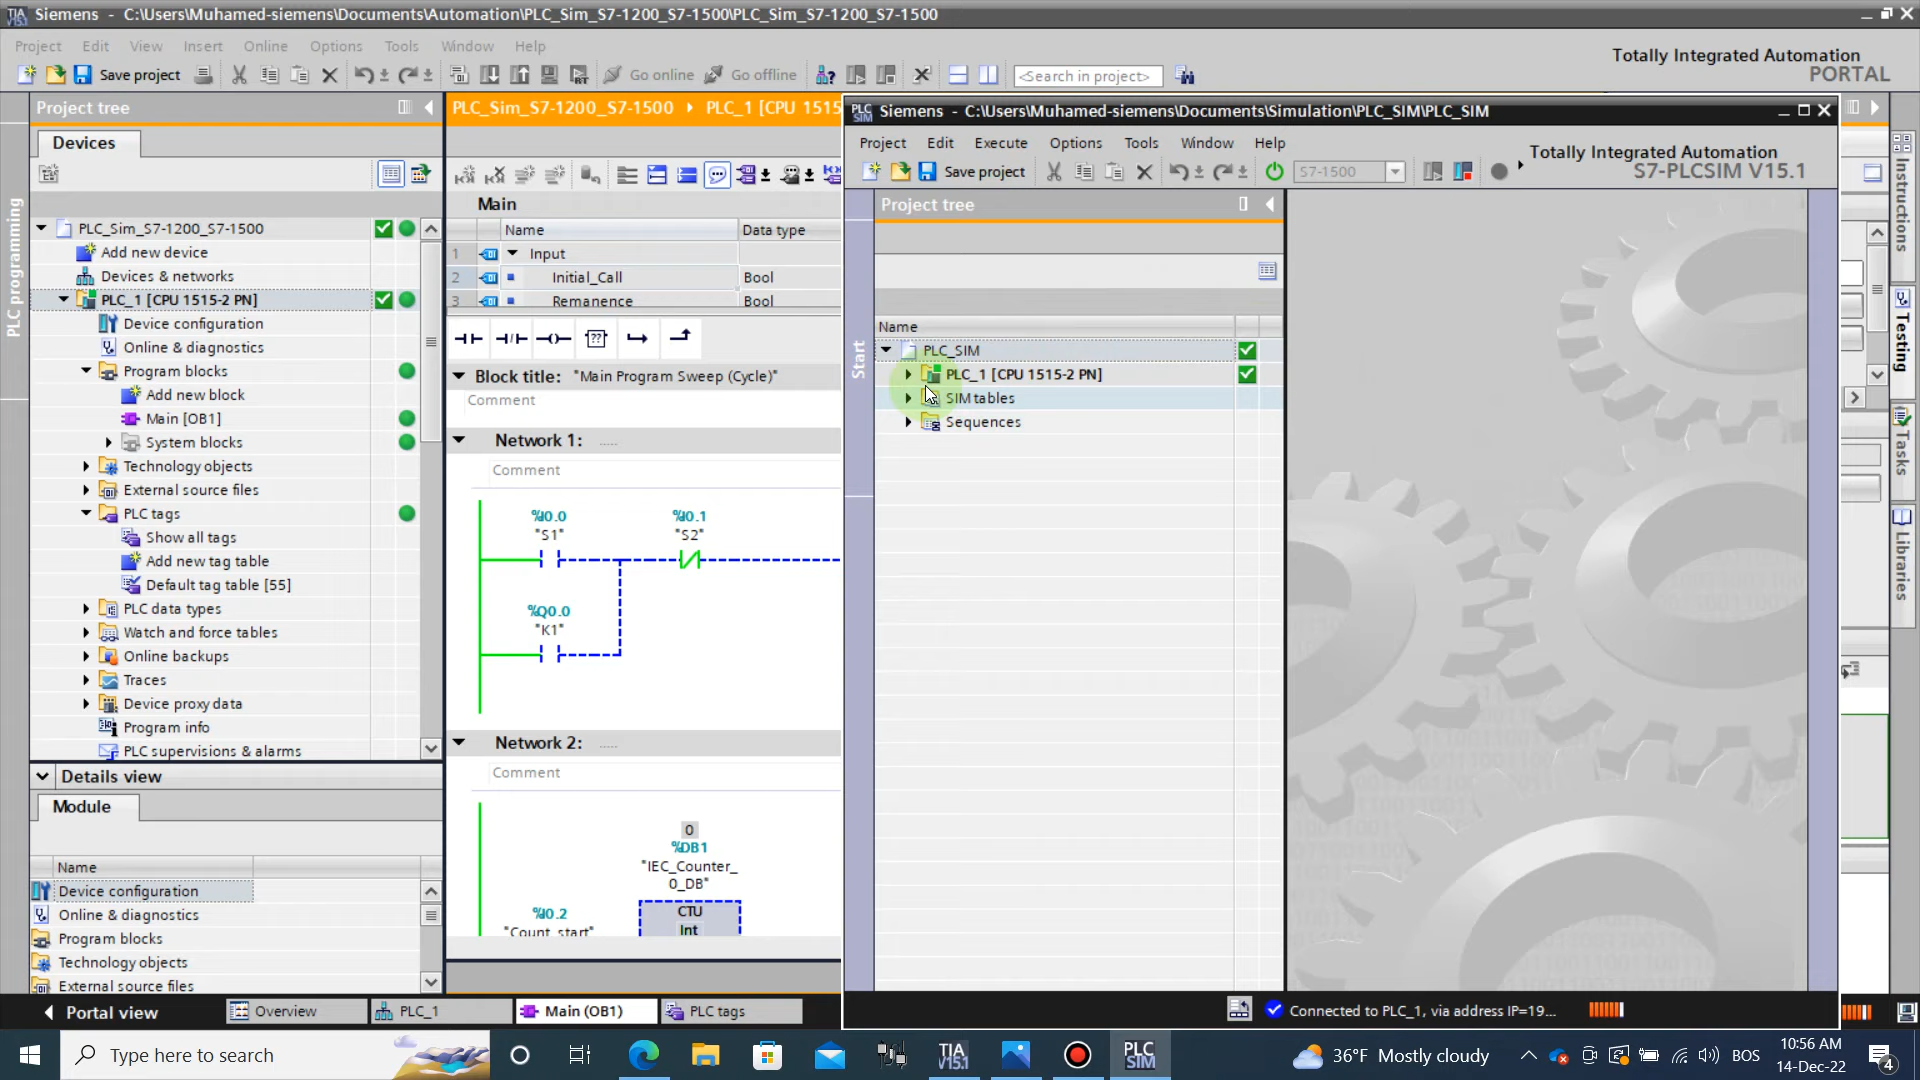 Siemens - C:\Users\Muhamed-siemens\Documents\Automation\PLC_Sim_S7-1200_S7-1500\PLC_Sim_S7-1200_S7-1500
Project Edit View Insert Online Options Tools Window Help
Totally Integrated Automation
PORTAL
Save project
Go online
Go offline
<Search in project>
Project tree
PLC_Sim_S7-1200_S7-1500 PLC_1 [CPU 1515
Siemens - C:\Users\Muhamed-siemens\Documents\Simulation\PLC_SIM\PLC_SIM
Project Edit Execute Options Tools Window Help
Totally Integrated Automation
S7-PLCSIM V15.1
Save project
S7-1500
Devices
PLC programming
PLC_Sim_S7-1200_S7-1500
Add new device
Devices & networks
PLC_1 [CPU 1515-2 PN]
Device configuration
Online & diagnostics
Program blocks
Add new block
Main [OB1]
System blocks
Technology objects
External source files
PLC tags
Show all tags
Add new tag table
Default tag table [55]
PLC data types
Watch and force tables
Online backups
Traces
Device proxy data
Program info
PLC supervisions & alarms
Details view
Module
Name
Device configuration
Online & diagnostics
Program blocks
Technology objects
External source files
Main
Name Data type
1 Input
2 Initial_Call Bool
3 Remanence Bool
??
Block title: "Main Program Sweep (Cycle)"
Comment
Network 1: .....
Comment
%I0.0
"S1"
%I0.1
"S2"
%Q0.0
"K1"
Network 2: .....
Comment
0
%DB1
"IEC_Counter_
0_DB"
%I0.2
"Count_start"
CTU
Int
Project tree
Start
Name
PLC_SIM
PLC_1 [CPU 1515-2 PN]
SIM tables
Sequences
Connected to PLC_1, via address IP=19...
Instructions
Testing
Tasks
Libraries
Portal view
Overview
PLC_1
Main (OB1)
PLC tags
Type here to search
TIA
V15.1
PLC
SIM
36°F Mostly cloudy
BOS
10:56 AM
14-Dec-22
4